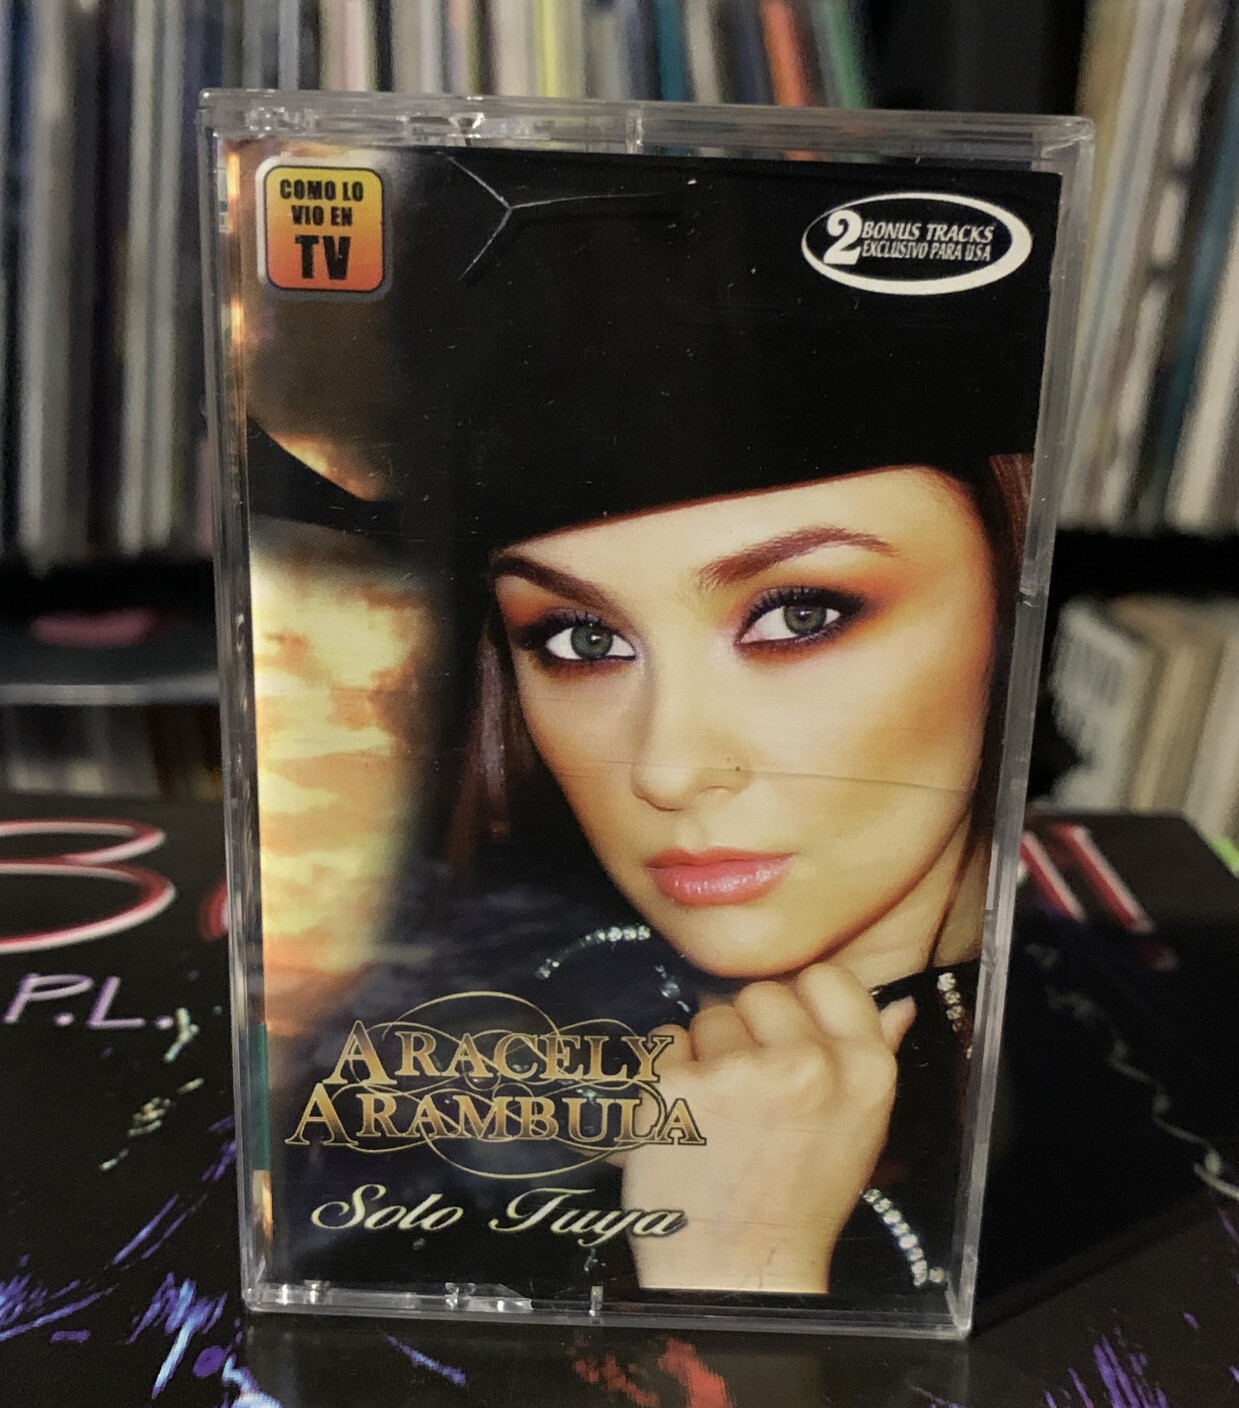 COMO LO
VIO EN
TV
2 BONUS TRACKS
EXCLUSIVO PARA USA
ARACELY
ARAMBULA
Solo Tuya
P.L.